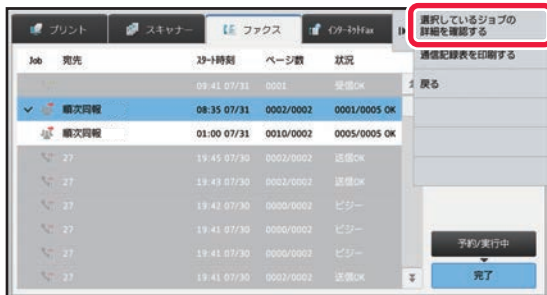 プリント スキャナー ファクス インターネットFax
選択しているジョブの
詳細を確認する
通信記録表を印刷する
戻る
Job 宛先 スタート時刻 ページ数 状況
09:41 07/31 0001 受信OK
順次同報 08:35 07/31 0002/0002 0001/0005 OK
順次同報 01:00 07/31 0010/0002 0005/0005 OK
27 19:45 07/30 0002/0002 送信OK
27 19:43 07/30 0002/0002 送信OK
27 19:42 07/30 0000/0002 ビジー
27 19:41 07/30 0000/0002 ビジー
27 19:41 07/30 0000/0002 ビジー
27 19:41 07/30 0002/0002 送信OK
予約/実行中
完了